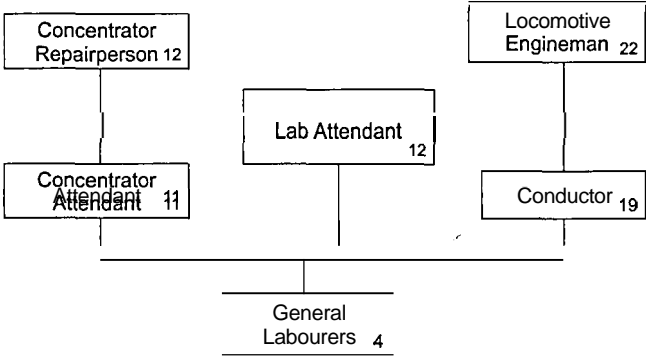 Concentrator
Repairperson 12
Locomotive
Engineman 22
Lab Attendant
12
Concentrator
Attendant 11
Conductor 19
General
Labourers 4